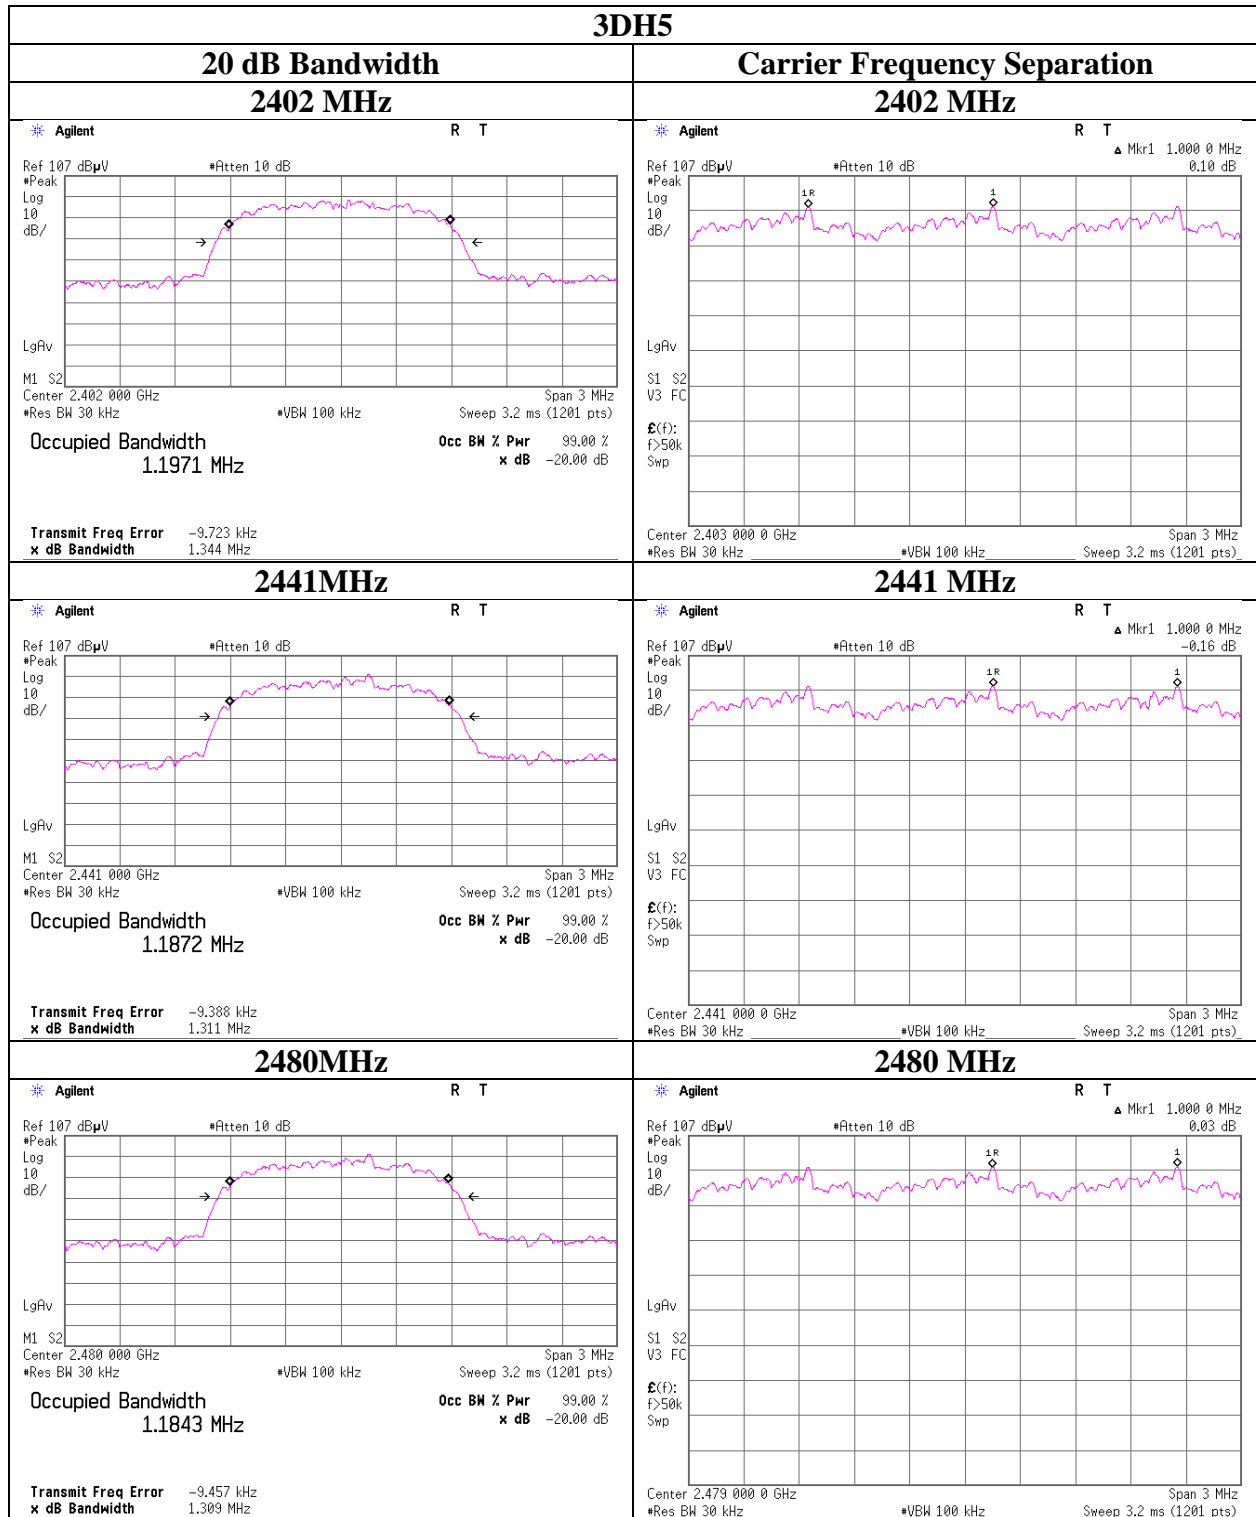 3DH5
20 dB Bandwidth
Carrier Frequency Separation
2402 MHz
2402 MHz
Agilent
R T
Ref 107 dBµV
#Atten 10 dB
#Peak
Log
10
dB/
LgAv
M1 S2
Center 2.402 000 GHz
Span 3 MHz
#Res BW 30 kHz
#VBW 100 kHz
Sweep 3.2 ms (1201 pts)
Occupied Bandwidth
1.1971 MHz
Occ BW % Pwr 99.00 %
x dB -20.00 dB
Transmit Freq Error -9.723 kHz
x dB Bandwidth 1.344 MHz
Agilent
R T
Δ Mkr1 1.000 0 MHz
Ref 107 dBµV
#Atten 10 dB
0.10 dB
#Peak
Log
10
dB/
1R
1
LgAv
S1 S2
V3 FC
£(f):
f>50k
Swp
Center 2.403 000 0 GHz
Span 3 MHz
#Res BW 30 kHz
#VBW 100 kHz
Sweep 3.2 ms (1201 pts)
2441MHz
2441 MHz
Agilent
R T
Ref 107 dBµV
#Atten 10 dB
#Peak
Log
10
dB/
LgAv
M1 S2
Center 2.441 000 GHz
Span 3 MHz
#Res BW 30 kHz
#VBW 100 kHz
Sweep 3.2 ms (1201 pts)
Occupied Bandwidth
1.1872 MHz
Occ BW % Pwr 99.00 %
x dB -20.00 dB
Transmit Freq Error -9.388 kHz
x dB Bandwidth 1.311 MHz
Agilent
R T
Δ Mkr1 1.000 0 MHz
Ref 107 dBµV
#Atten 10 dB
-0.16 dB
#Peak
Log
10
dB/
1R
1
LgAv
S1 S2
V3 FC
£(f):
f>50k
Swp
Center 2.441 000 0 GHz
Span 3 MHz
#Res BW 30 kHz
#VBW 100 kHz
Sweep 3.2 ms (1201 pts)
2480MHz
2480 MHz
Agilent
R T
Ref 107 dBµV
#Atten 10 dB
#Peak
Log
10
dB/
LgAv
M1 S2
Center 2.480 000 GHz
Span 3 MHz
#Res BW 30 kHz
#VBW 100 kHz
Sweep 3.2 ms (1201 pts)
Occupied Bandwidth
1.1843 MHz
Occ BW % Pwr 99.00 %
x dB -20.00 dB
Transmit Freq Error -9.457 kHz
x dB Bandwidth 1.309 MHz
Agilent
R T
Δ Mkr1 1.000 0 MHz
Ref 107 dBµV
#Atten 10 dB
0.03 dB
#Peak
Log
10
dB/
1R
1
LgAv
S1 S2
V3 FC
£(f):
f>50k
Swp
Center 2.479 000 0 GHz
Span 3 MHz
#Res BW 30 kHz
#VBW 100 kHz
Sweep 3.2 ms (1201 pts)